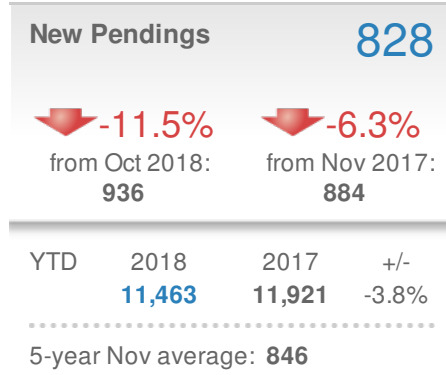 New Pendings 828
-11.5% -6.3%
from Oct 2018: from Nov 2017:
936 884
YTD 2018 2017 +/-
11,463 11,921 -3.8%
5-year Nov average: 846